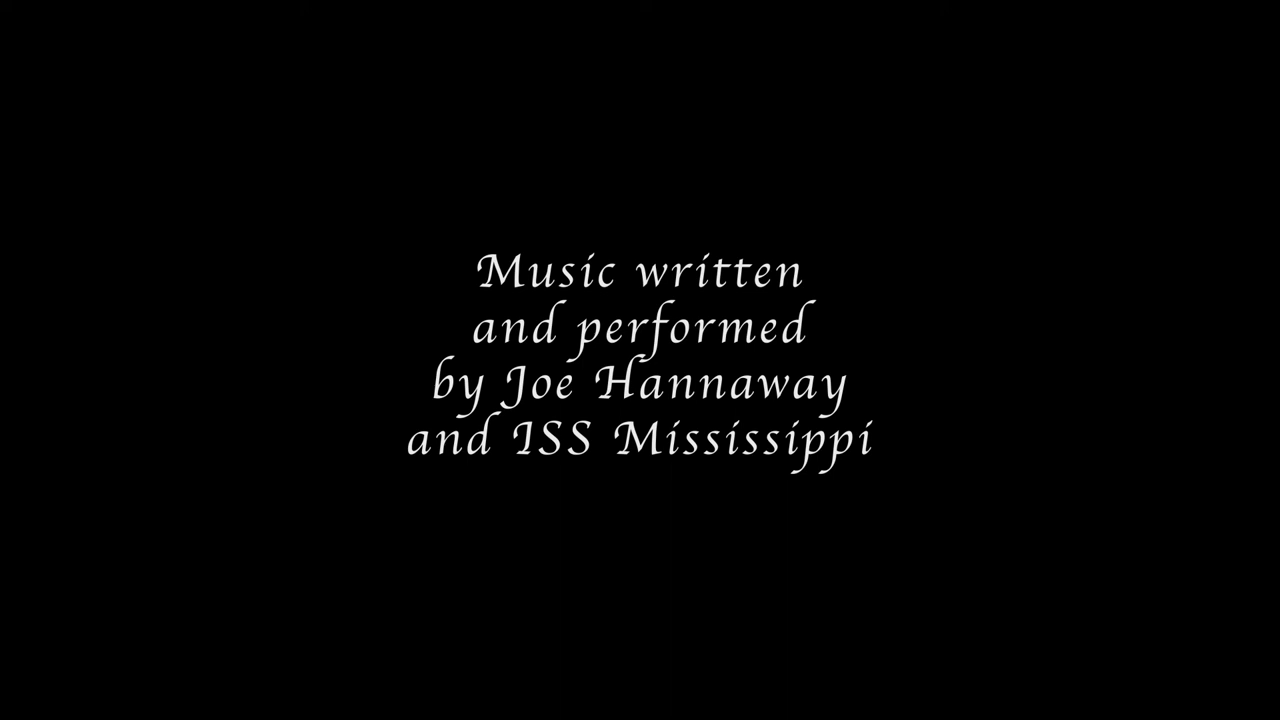 Music written
and performed
by Joe Hannaway
and ISS Mississippi